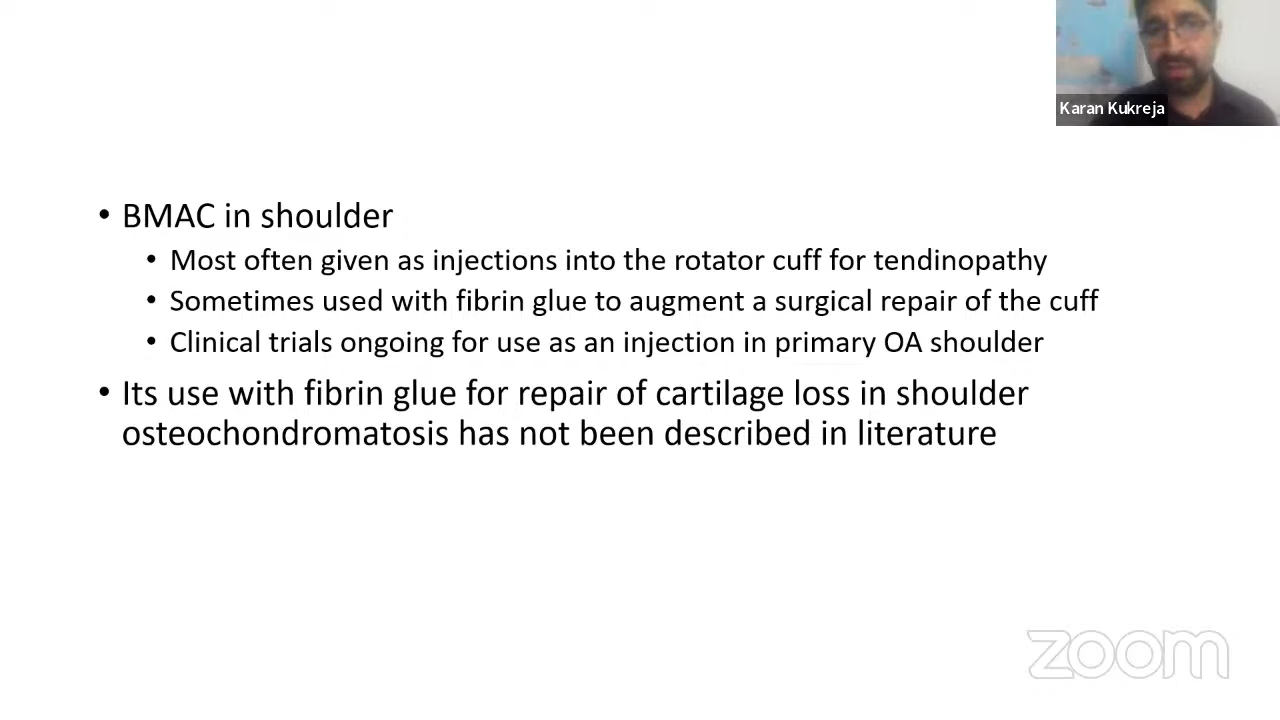 Karan Kukreja
• BMAC in shoulder
• Most often given as injections into the rotator cuff for tendinopathy
• Sometimes used with fibrin glue to augment a surgical repair of the cuff
• Clinical trials ongoing for use as an injection in primary OA shoulder
• Its use with fibrin glue for repair of cartilage loss in shoulder
osteochondromatosis has not been described in literature
zoom